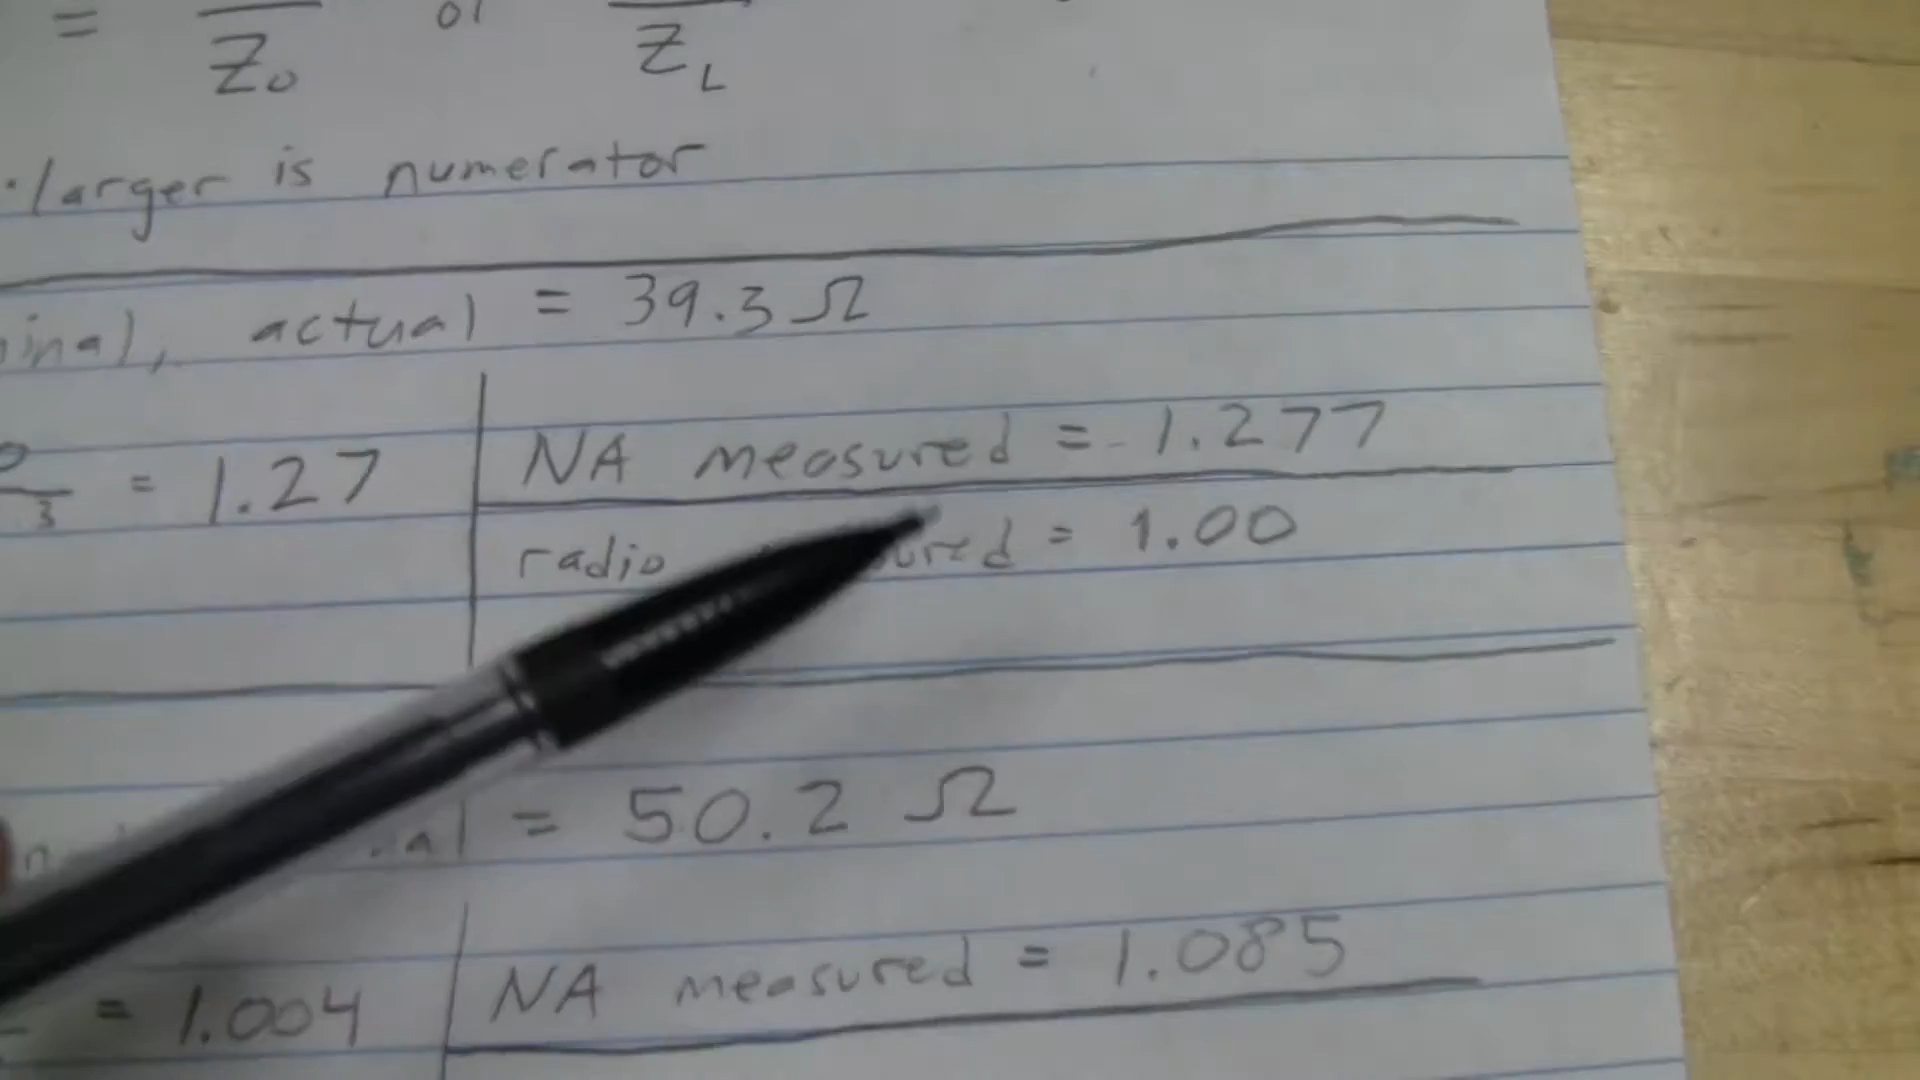 = Z₀ or Z_L
• larger is numerator
actual = 39.3 Ω
3 = 1.27
NA measured = 1.277
radio = 1.00
= 50.2 Ω
= 1.004
NA measured = 1.085